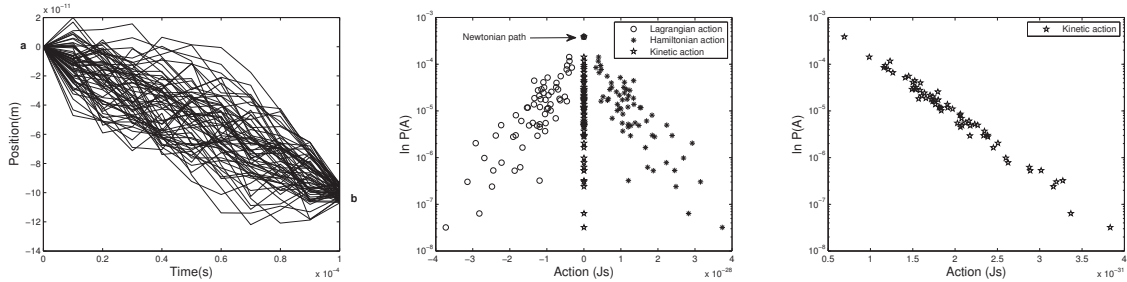 x 10⁻¹¹
2
0
−2
−4
−6
−8
−10
−12
−14
Position(m)
a
b
0
0.2
0.4
0.6
0.8
1
x 10⁻⁴
Time(s)
10⁻³
10⁻⁴
10⁻⁵
10⁻⁶
10⁻⁷
10⁻⁸
ln P(A)
Newtonian path
Lagrangian action
Hamiltonian action
Kinetic action
−4
−3
−2
−1
0
1
2
3
4
x 10⁻²⁸
Action (Js)
10⁻³
10⁻⁴
10⁻⁵
10⁻⁶
10⁻⁷
10⁻⁸
ln P(A)
Kinetic action
0.5
1
1.5
2
2.5
3
3.5
4
x 10⁻³¹
Action (Js)